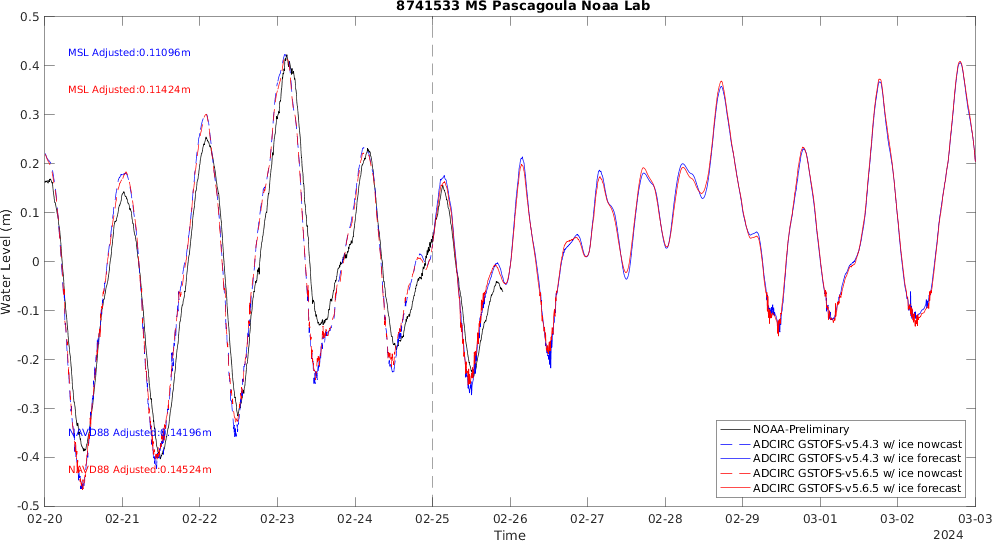 8741533 MS Pascagoula Noaa Lab
0.5
0.4
0.3
0.2
0.1
0
-0.1
-0.2
-0.3
-0.4
-0.5
Water Level (m)
MSL Adjusted:0.11096m
MSL Adjusted:0.11424m
NAVD88 Adjusted:0.14196m
NAVD88 Adjusted:0.14524m
NOAA-Preliminary
ADCIRC GSTOFS-v5.4.3 w/ ice nowcast
ADCIRC GSTOFS-v5.4.3 w/ ice forecast
ADCIRC GSTOFS-v5.6.5 w/ ice nowcast
ADCIRC GSTOFS-v5.6.5 w/ ice forecast
02-20 02-21 02-22 02-23 02-24 02-25 02-26 02-27 02-28 02-29 03-01 03-02 03-03
Time
2024